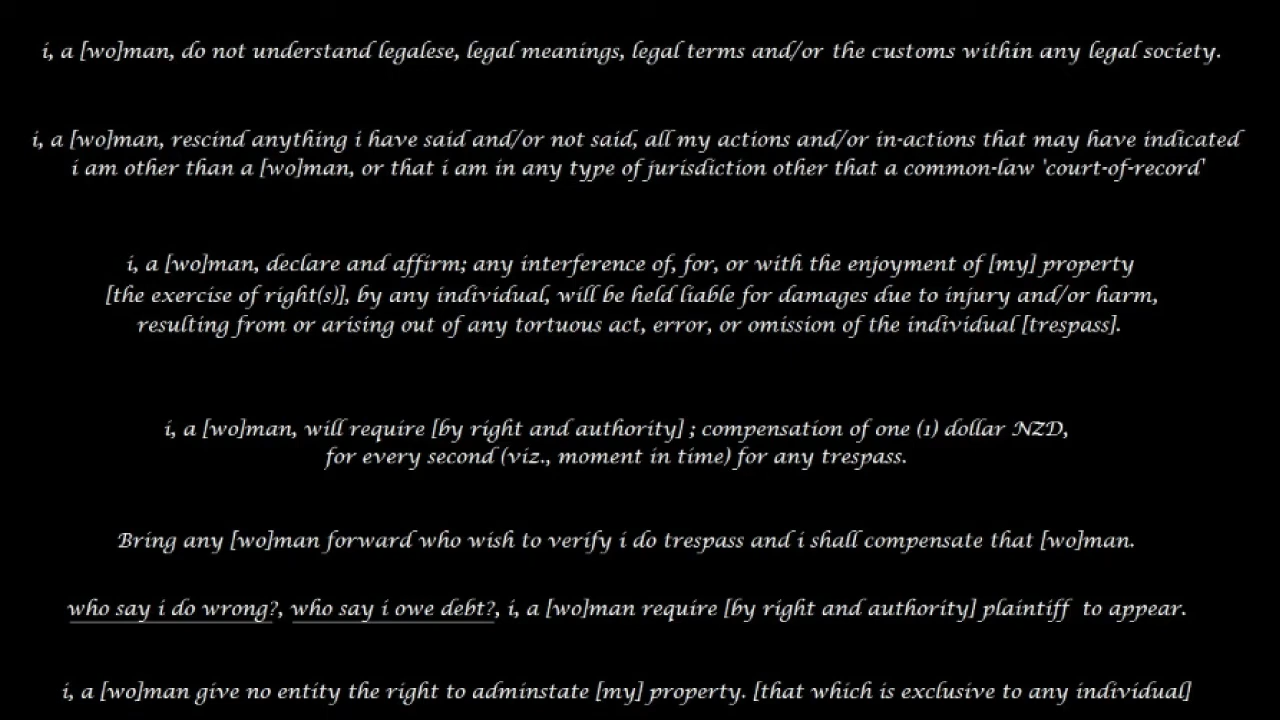 i, a [wo]man, do not understand legalese, legal meanings, legal terms and/or the customs within any legal society.
i, a [wo]man, rescind anything i have said and/or not said, all my actions and/or in-actions that may have indicated
i am other than a [wo]man, or that i am in any type of jurisdiction other that a common-law 'court-of-record'
i, a [wo]man, declare and affirm; any interference of, for, or with the enjoyment of [my] property
[the exercise of right(s)], by any individual, will be held liable for damages due to injury and/or harm,
resulting from or arising out of any tortuous act, error, or omission of the individual [trespass].
i, a [wo]man, will require [by right and authority] ; compensation of one (1) dollar NZD,
for every second (viz., moment in time) for any trespass.
Bring any [wo]man forward who wish to verify i do trespass and i shall compensate that [wo]man.
who say i do wrong?, who say i owe debt?, i, a [wo]man require [by right and authority] plaintiff to appear.
i, a [wo]man give no entity the right to adminstate [my] property. [that which is exclusive to any individual]